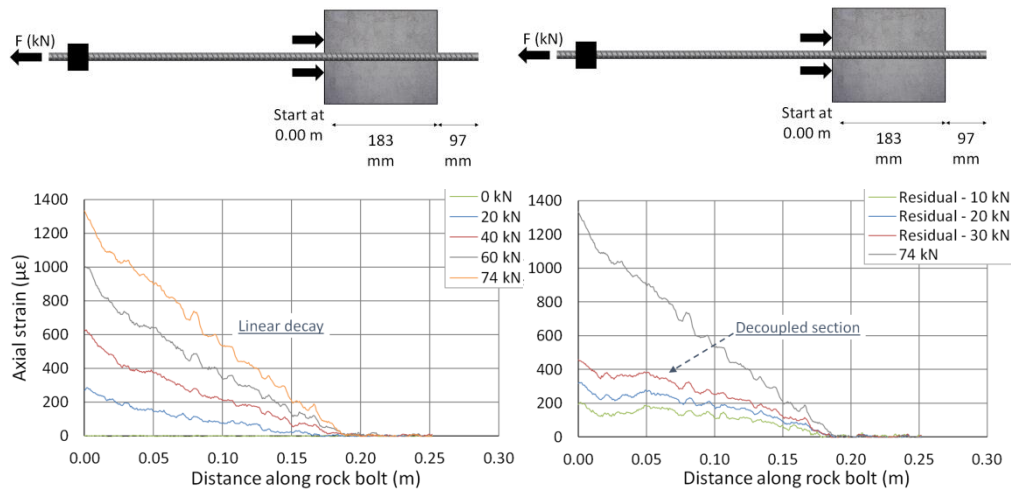 F (kN)
Start at
0.00 m
183
mm
97
mm
F (kN)
Start at
0.00 m
183
mm
97
mm
Axial strain (με)
1400
1200
1000
800
600
400
200
0
0 kN
20 kN
40 kN
60 kN
74 kN
Linear decay
0.00 0.05 0.10 0.15 0.20 0.25 0.30
Distance along rock bolt (m)
1400
1200
1000
800
600
400
200
0
Residual - 10 kN
Residual - 20 kN
Residual - 30 kN
74 kN
Decoupled section
0.00 0.05 0.10 0.15 0.20 0.25 0.30
Distance along rock bolt (m)